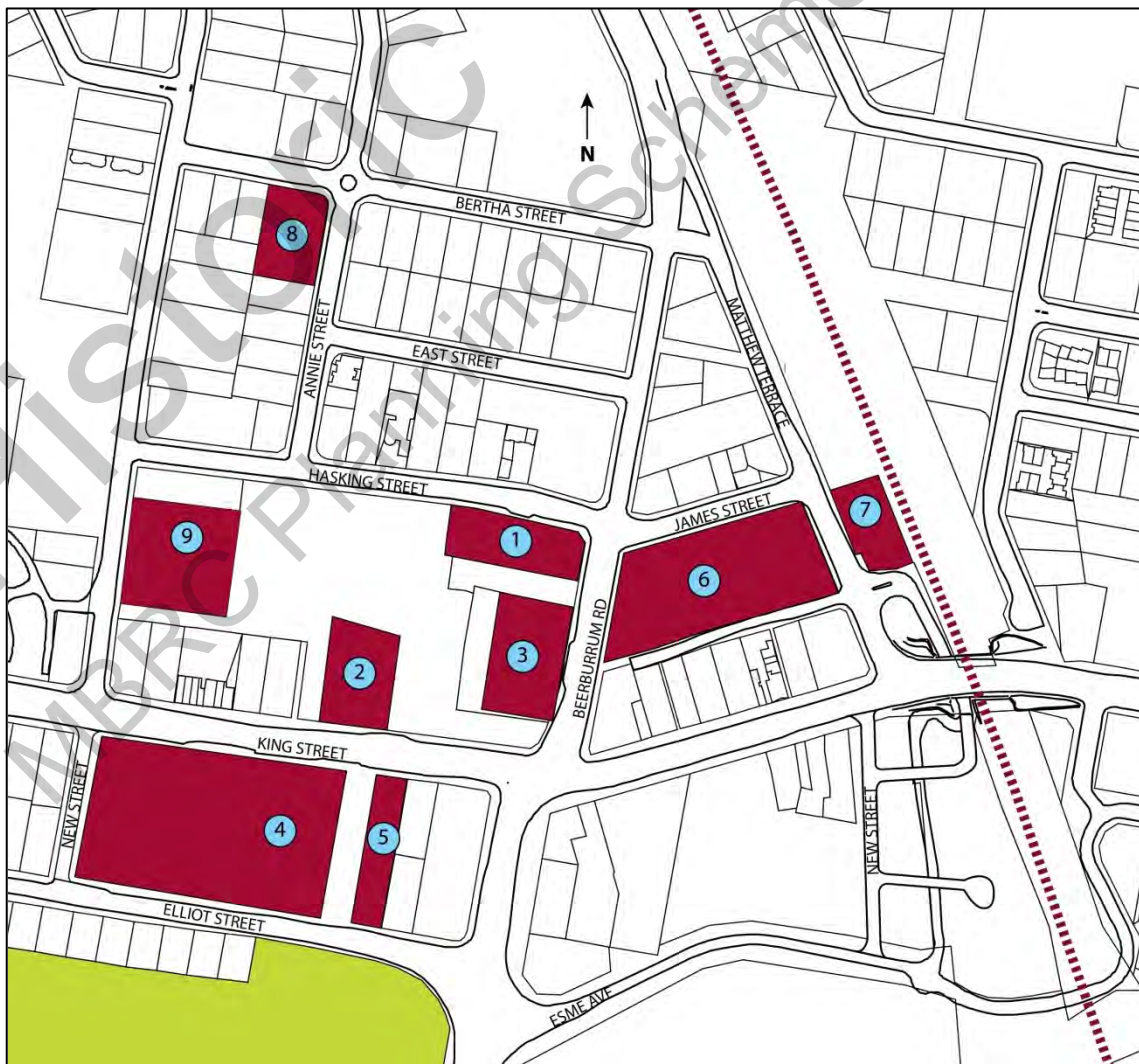 Historic
MBRC Planning Scheme
N
BERTHA STREET
8
ANNIE STREET
EAST STREET
MATTHEW TERRACE
HASKING STREET
JAMES STREET
7
9
1
6
BEERBURRUM RD
3
2
KING STREET
NEW STREET
4
5
NEW STREET
ELLIOT STREET
ESME AVE